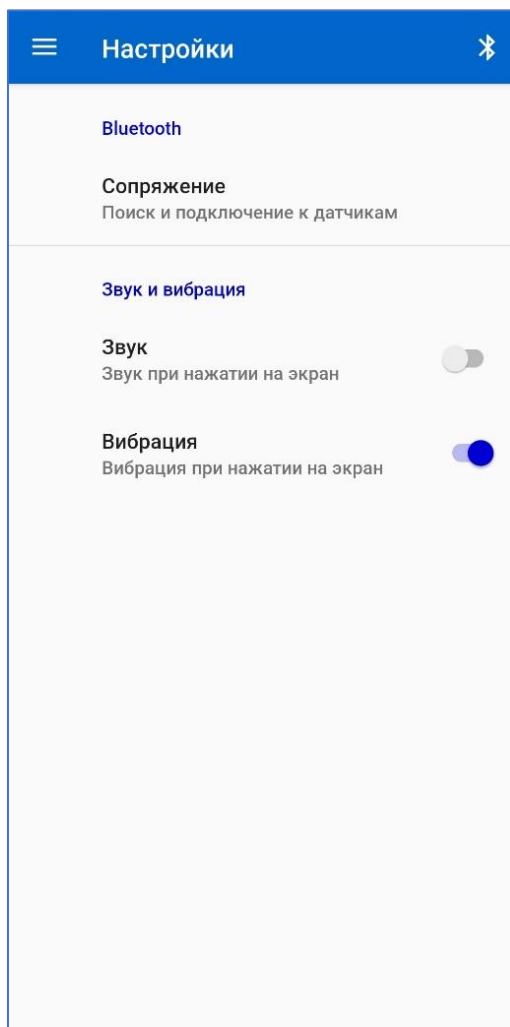 Настройки
Bluetooth
Сопряжение
Поиск и подключение к датчикам
Звук и вибрация
Звук
Звук при нажатии на экран
Вибрация
Вибрация при нажатии на экран